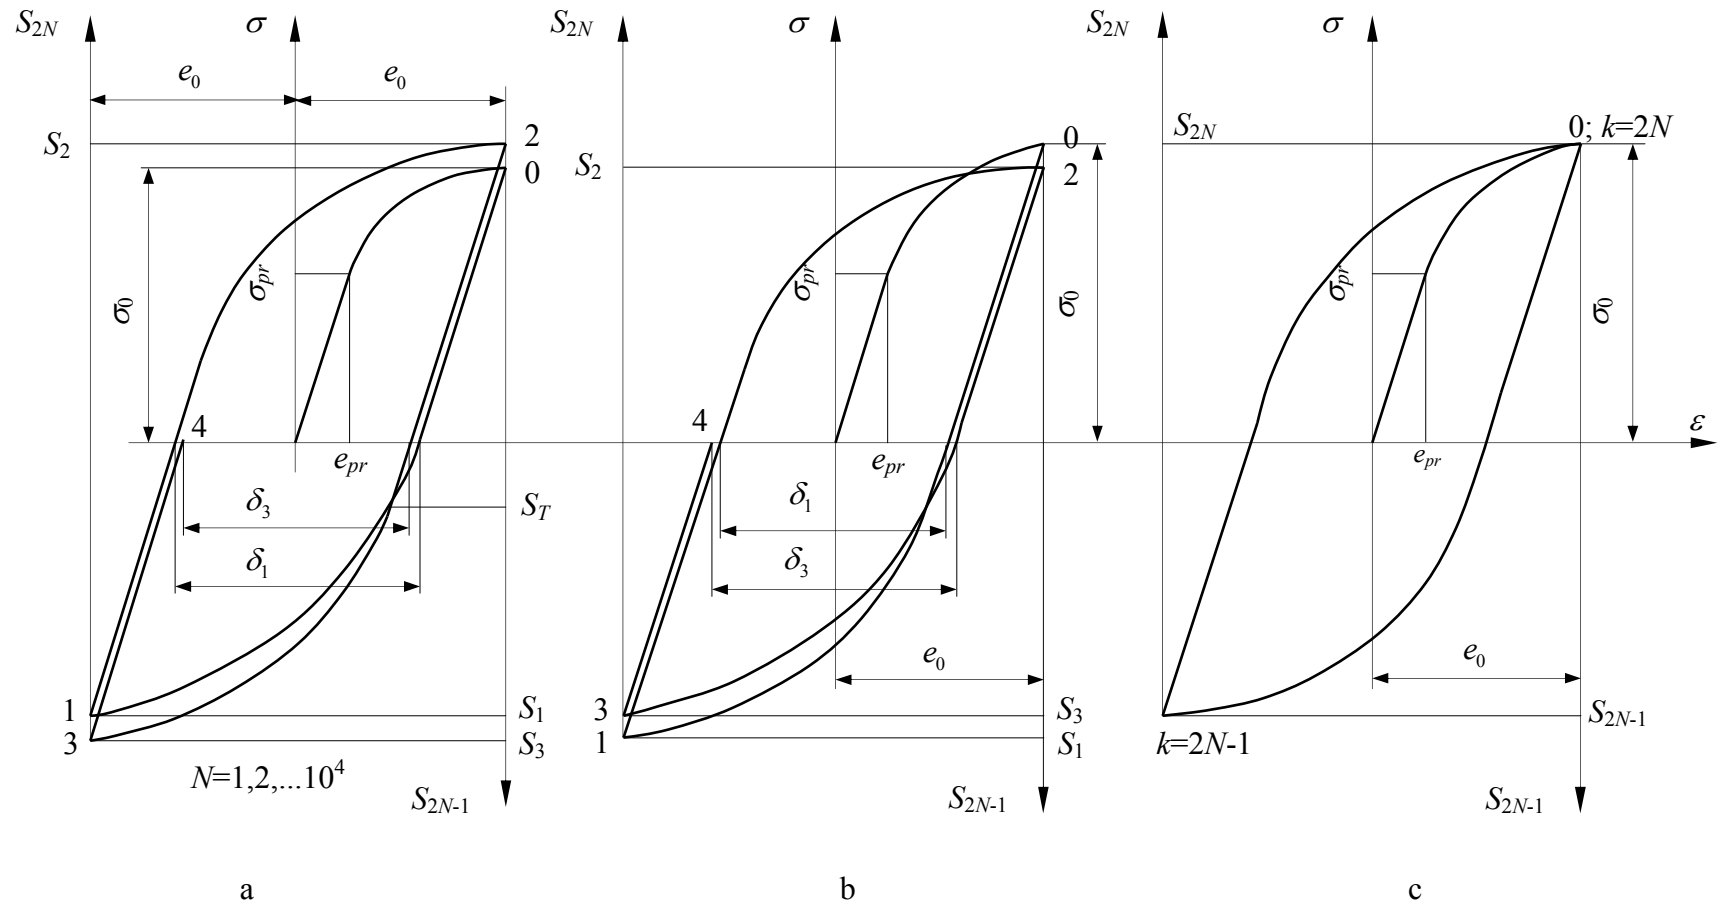 S2N σ S2N σ S2N σ
e0 e0
S2 2 0 S2N 0; k=2N
0 S2 2
σpr σpr σpr
σ0 σ0 σ0
4 4 ε
epr epr epr
δ3 ST δ1
δ1 δ3
e0 e0
1 S1 3 S3 S2N-1
3 S3 1 S1 k=2N-1
N=1,2,...10⁴
S2N-1 S2N-1 S2N-1
a b c